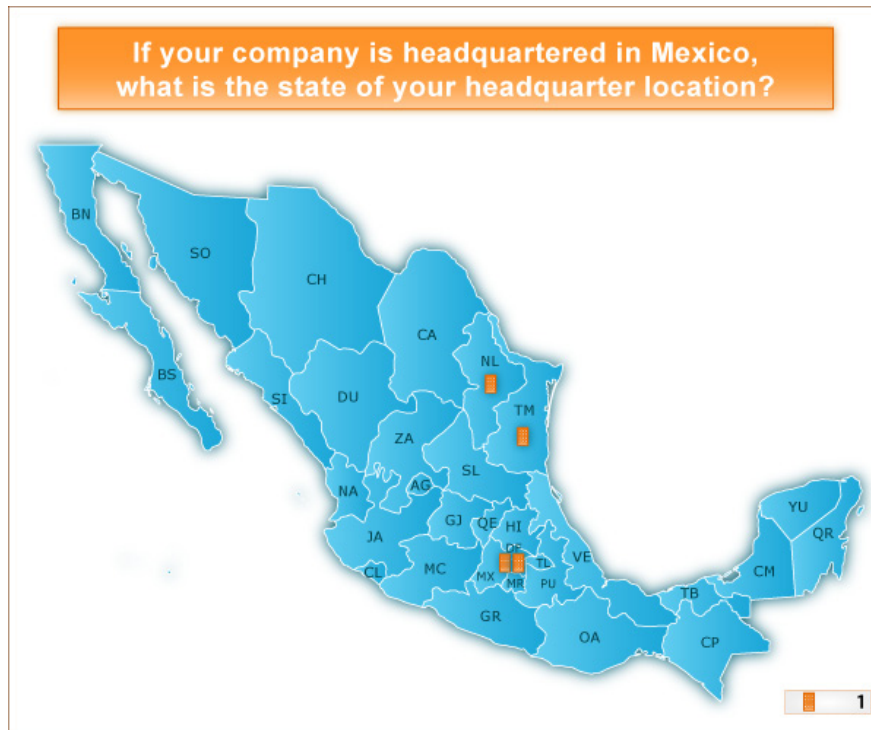 If your company is headquartered in Mexico,
what is the state of your headquarter location?
BN
SO
CH
CA
NL
BS
SI
DU
TM
ZA
SL
NA
AG
YU
GJ
QE
HI
QR
JA
DF
VE
TL
CL
MC
MX
MR
PU
CM
TB
GR
OA
CP
1